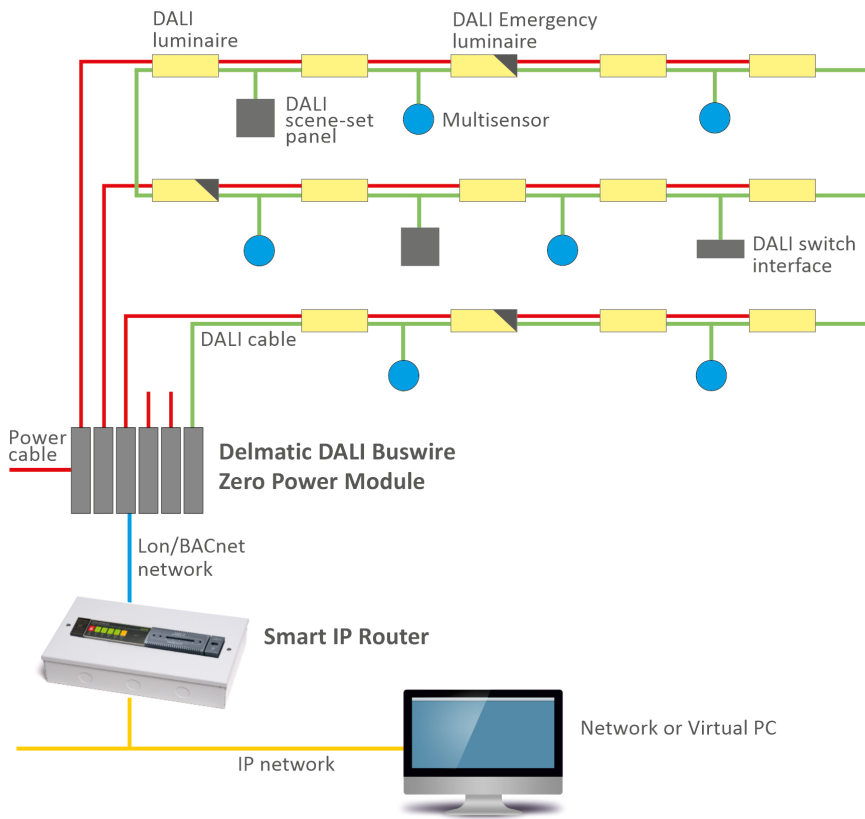 DALI
luminaire
DALI Emergency
luminaire
DALI
scene-set
panel
Multisensor
DALI switch
interface
DALI cable
Power
cable
Delmatic DALI Buswire
Zero Power Module
Lon/BACnet
network
Smart IP Router
Network or Virtual PC
IP network